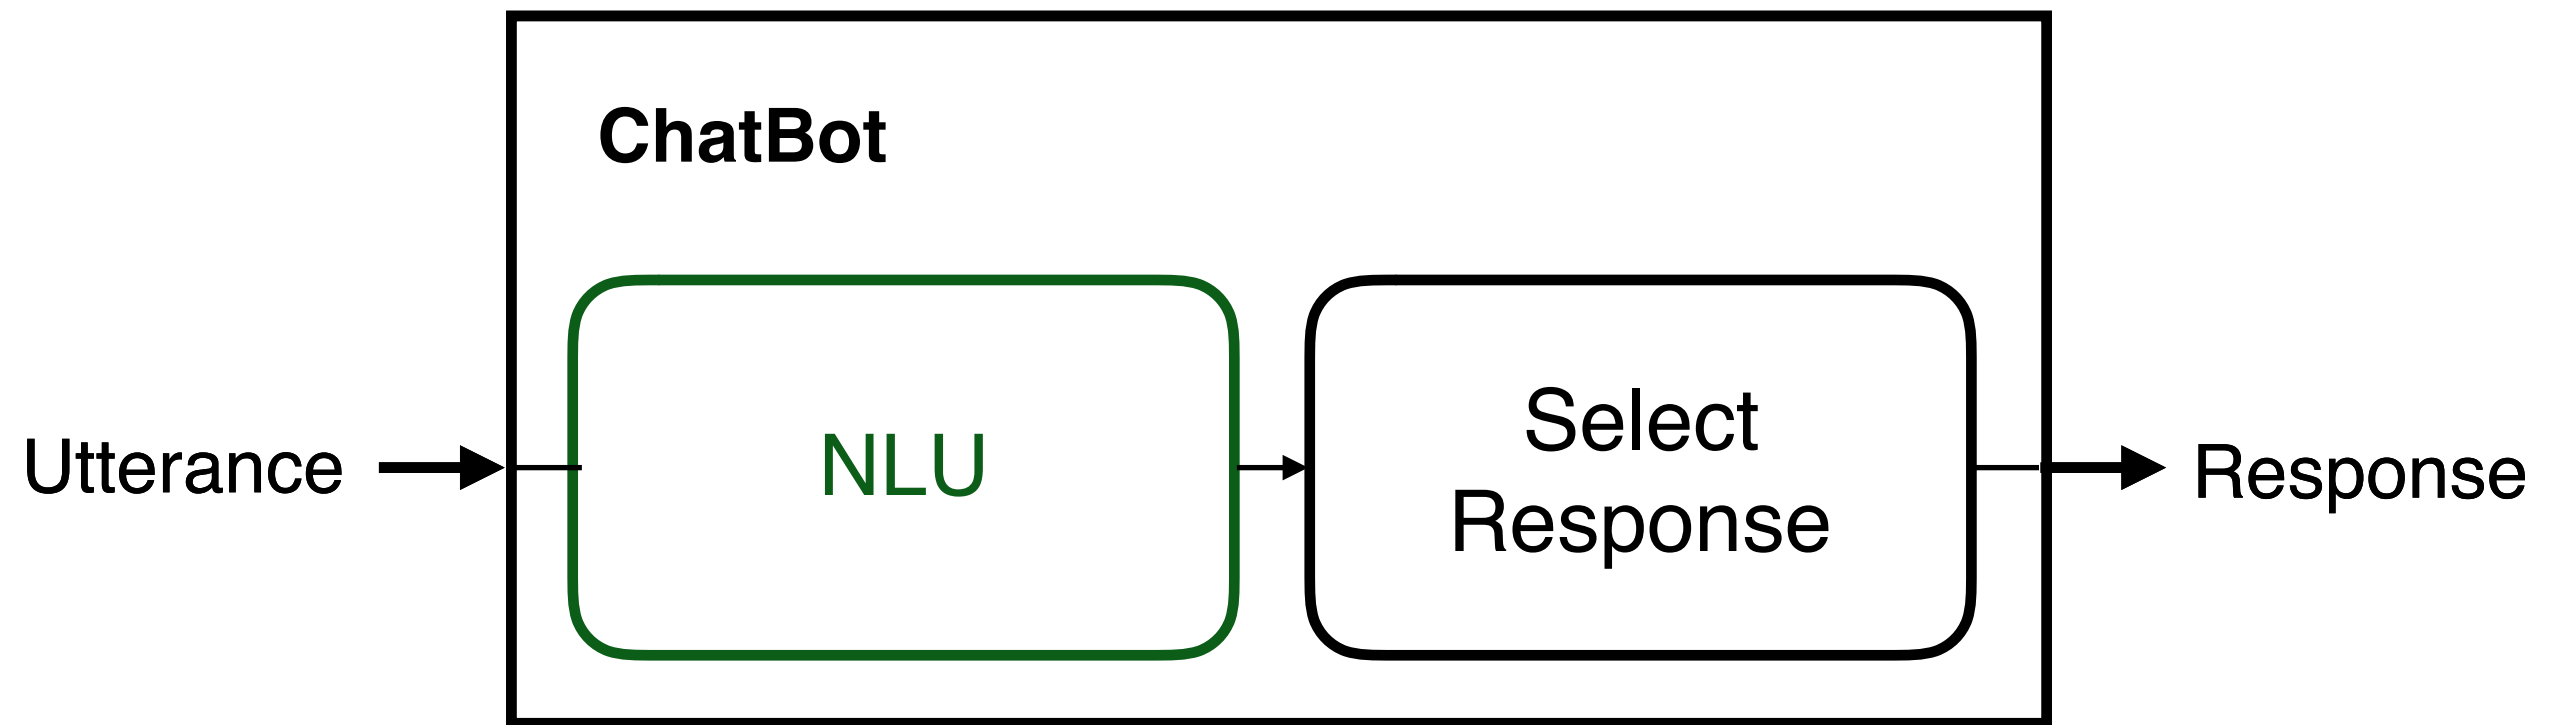 ChatBot
Utterance
NLU
Select
Response
Response